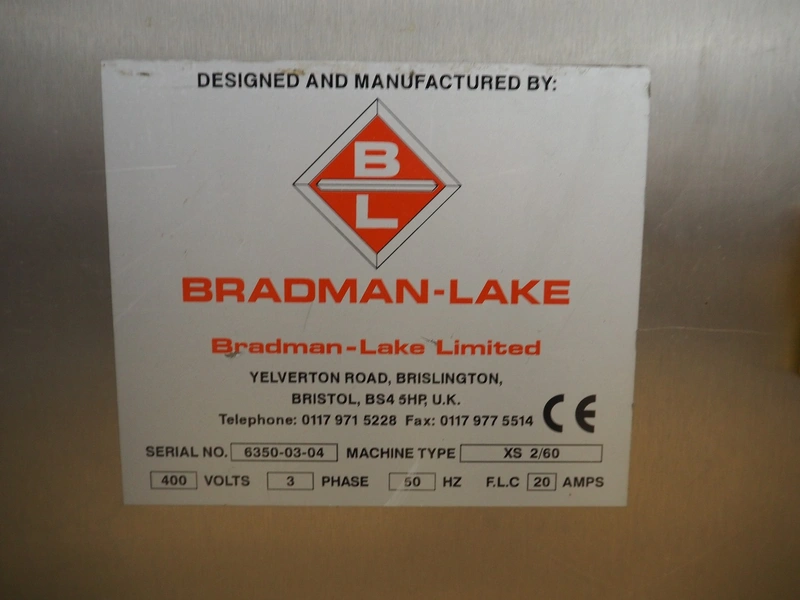 DESIGNED AND MANUFACTURED BY:
B
L
BRADMAN-LAKE
Bradman-Lake Limited
YELVERTON ROAD, BRISLINGTON,
BRISTOL, BS4 5HP, U.K.
Telephone: 0117 971 5228 Fax: 0117 977 5514 CE
SERIAL NO. 6350-03-04 MACHINE TYPE XS 2/60
400 VOLTS 3 PHASE 50 HZ F.L.C 20 AMPS